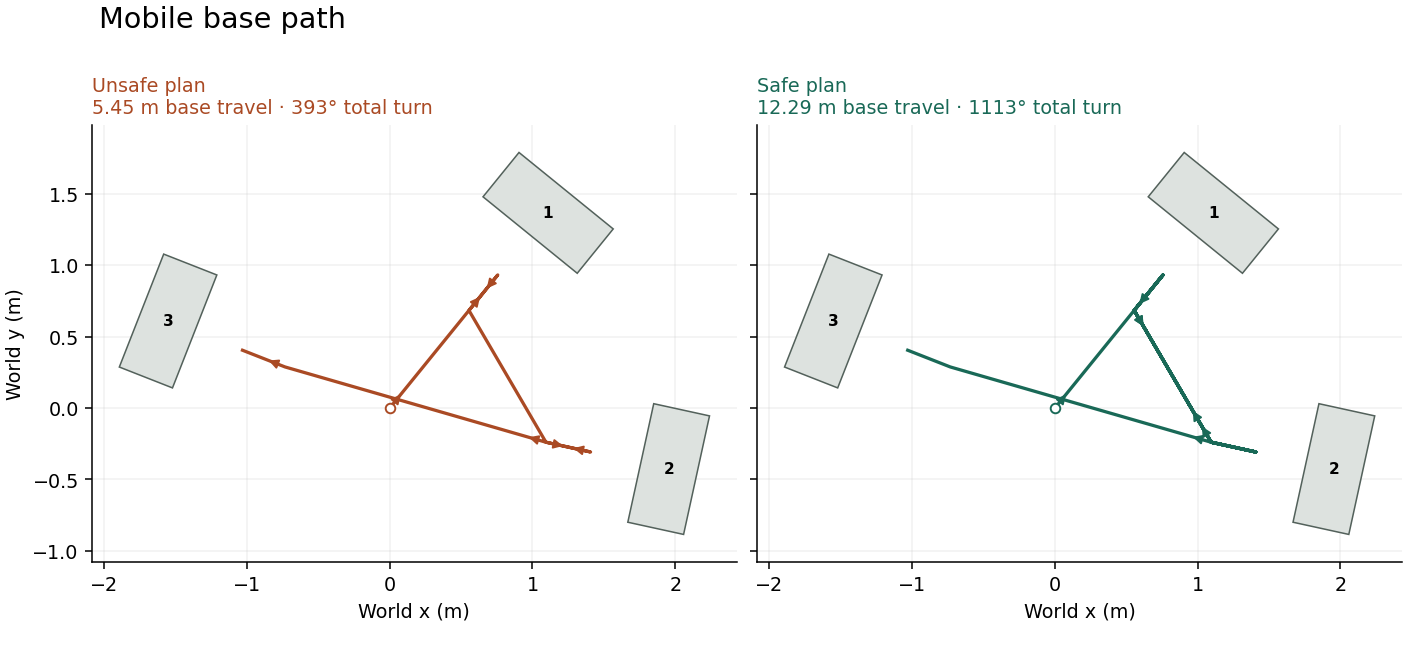 Mobile base path
Unsafe plan
5.45 m base travel · 393° total turn
Safe plan
12.29 m base travel · 1113° total turn
World y (m)
1.5
1.0
0.5
0.0
−0.5
−1.0
1
2
3
−2
−1
0
1
2
World x (m)
1
2
3
−2
−1
0
1
2
World x (m)